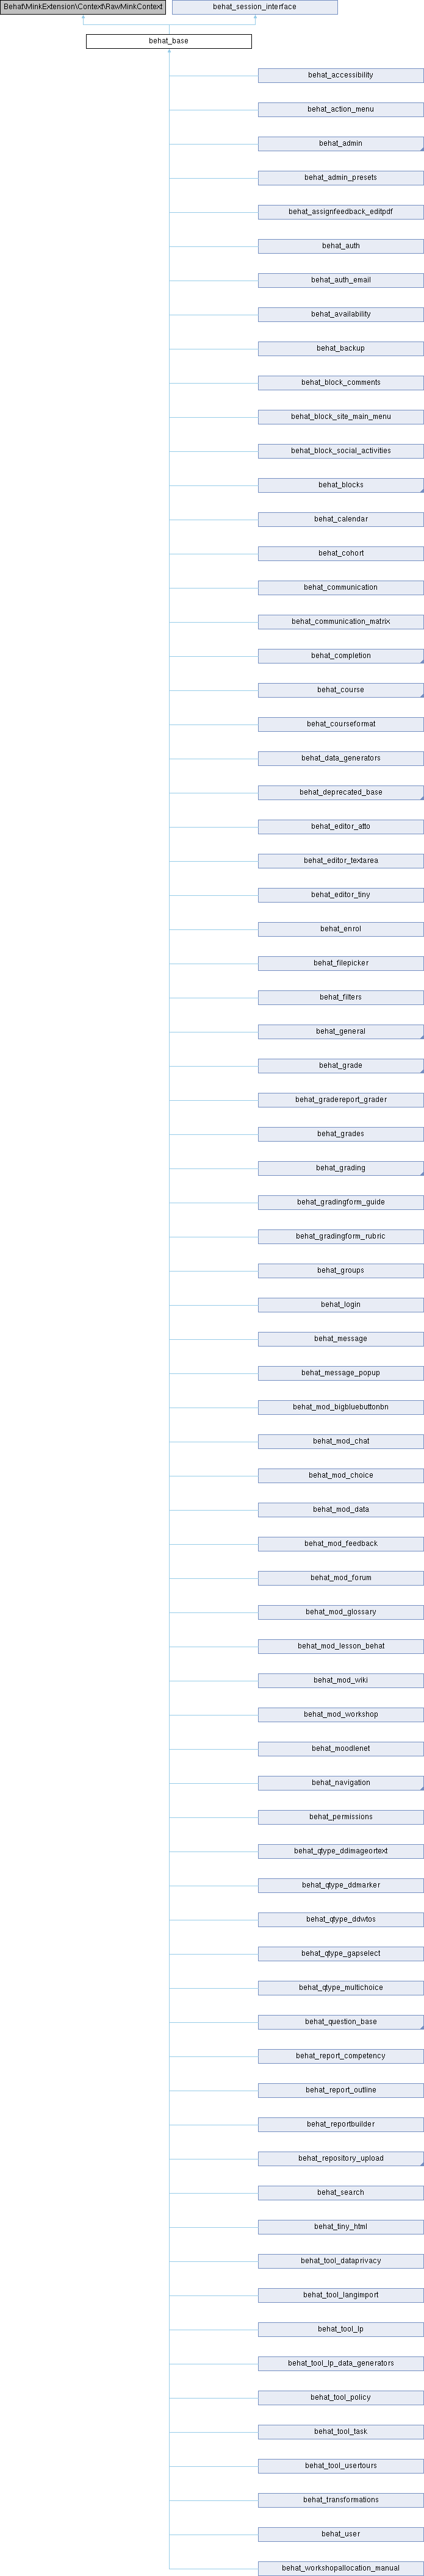 Behat\MinkExtension\Context\RawMinkContext
behat_session_interface
behat_base
behat_accessibility
behat_action_menu
behat_admin
behat_admin_presets
behat_assignfeedback_editpdf
behat_auth
behat_auth_email
behat_availability
behat_backup
behat_block_comments
behat_block_site_main_menu
behat_block_social_activities
behat_blocks
behat_calendar
behat_cohort
behat_communication
behat_communication_matrix
behat_completion
behat_course
behat_courseformat
behat_data_generators
behat_deprecated_base
behat_editor_atto
behat_editor_textarea
behat_editor_tiny
behat_enrol
behat_filepicker
behat_filters
behat_general
behat_grade
behat_gradereport_grader
behat_grades
behat_grading
behat_gradingform_guide
behat_gradingform_rubric
behat_groups
behat_login
behat_message
behat_message_popup
behat_mod_bigbluebuttonbn
behat_mod_chat
behat_mod_choice
behat_mod_data
behat_mod_feedback
behat_mod_forum
behat_mod_glossary
behat_mod_lesson_behat
behat_mod_wiki
behat_mod_workshop
behat_moodlenet
behat_navigation
behat_permissions
behat_qtype_ddimageortext
behat_qtype_ddmarker
behat_qtype_ddwtos
behat_qtype_gapselect
behat_qtype_multichoice
behat_question_base
behat_report_competency
behat_report_outline
behat_reportbuilder
behat_repository_upload
behat_search
behat_tiny_html
behat_tool_dataprivacy
behat_tool_langimport
behat_tool_lp
behat_tool_lp_data_generators
behat_tool_policy
behat_tool_task
behat_tool_usertours
behat_transformations
behat_user
behat_workshopallocation_manual